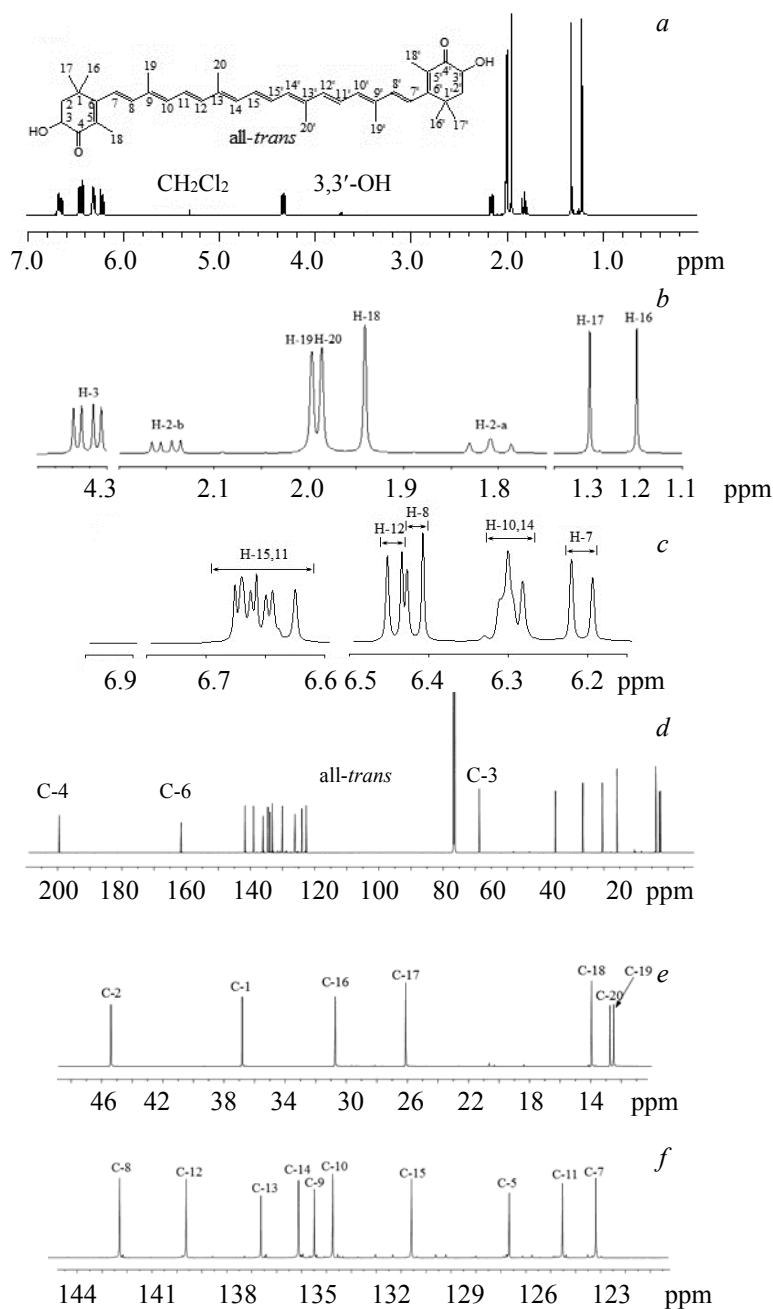 a
19
20
18'
O
4'
OH
17
16
15'
14'
12'
10'
8'
5'
3'
2
1
6
7
9
11
13
15
13'
11'
9'
7'
6'
2'
1'
3
4
5
8
10
12
14
HO
O
18
20'
19'
16'
17'
all-trans
CH2Cl2
3,3′-OH
7.0 6.0 5.0 4.0 3.0 2.0 1.0 ppm
b
H-18
H-17
H-16
H-19 H-20
H-3
H-2-b
H-2-a
4.3 2.1 2.0 1.9 1.8 1.3 1.2 1.1 ppm
c
H-8
H-12
H-10,14
H-7
H-15,11
6.9 6.7 6.6 6.5 6.4 6.3 6.2 ppm
d
all-trans
C-4 C-6 C-3
200 180 160 140 120 100 80 60 40 20 ppm
e
C-2 C-1 C-16 C-17 C-18 C-19
C-20
46 42 38 34 30 26 22 18 14 ppm
f
C-8 C-12 C-13 C-14 C-9 C-10 C-15 C-5 C-11 C-7
144 141 138 135 132 129 126 123 ppm